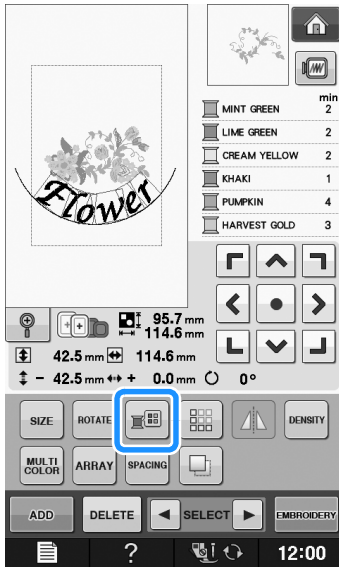 min
MINT GREEN 2
LIME GREEN 2
CREAM YELLOW 2
KHAKI 1
PUMPKIN 4
HARVEST GOLD 3
Flower
95.7 mm
114.6 mm
42.5 mm 114.6 mm
- 42.5 mm + 0.0 mm 0°
SIZE ROTATE DENSITY
MULTI COLOR ARRAY SPACING
ADD DELETE SELECT EMBROIDERY
? 12:00